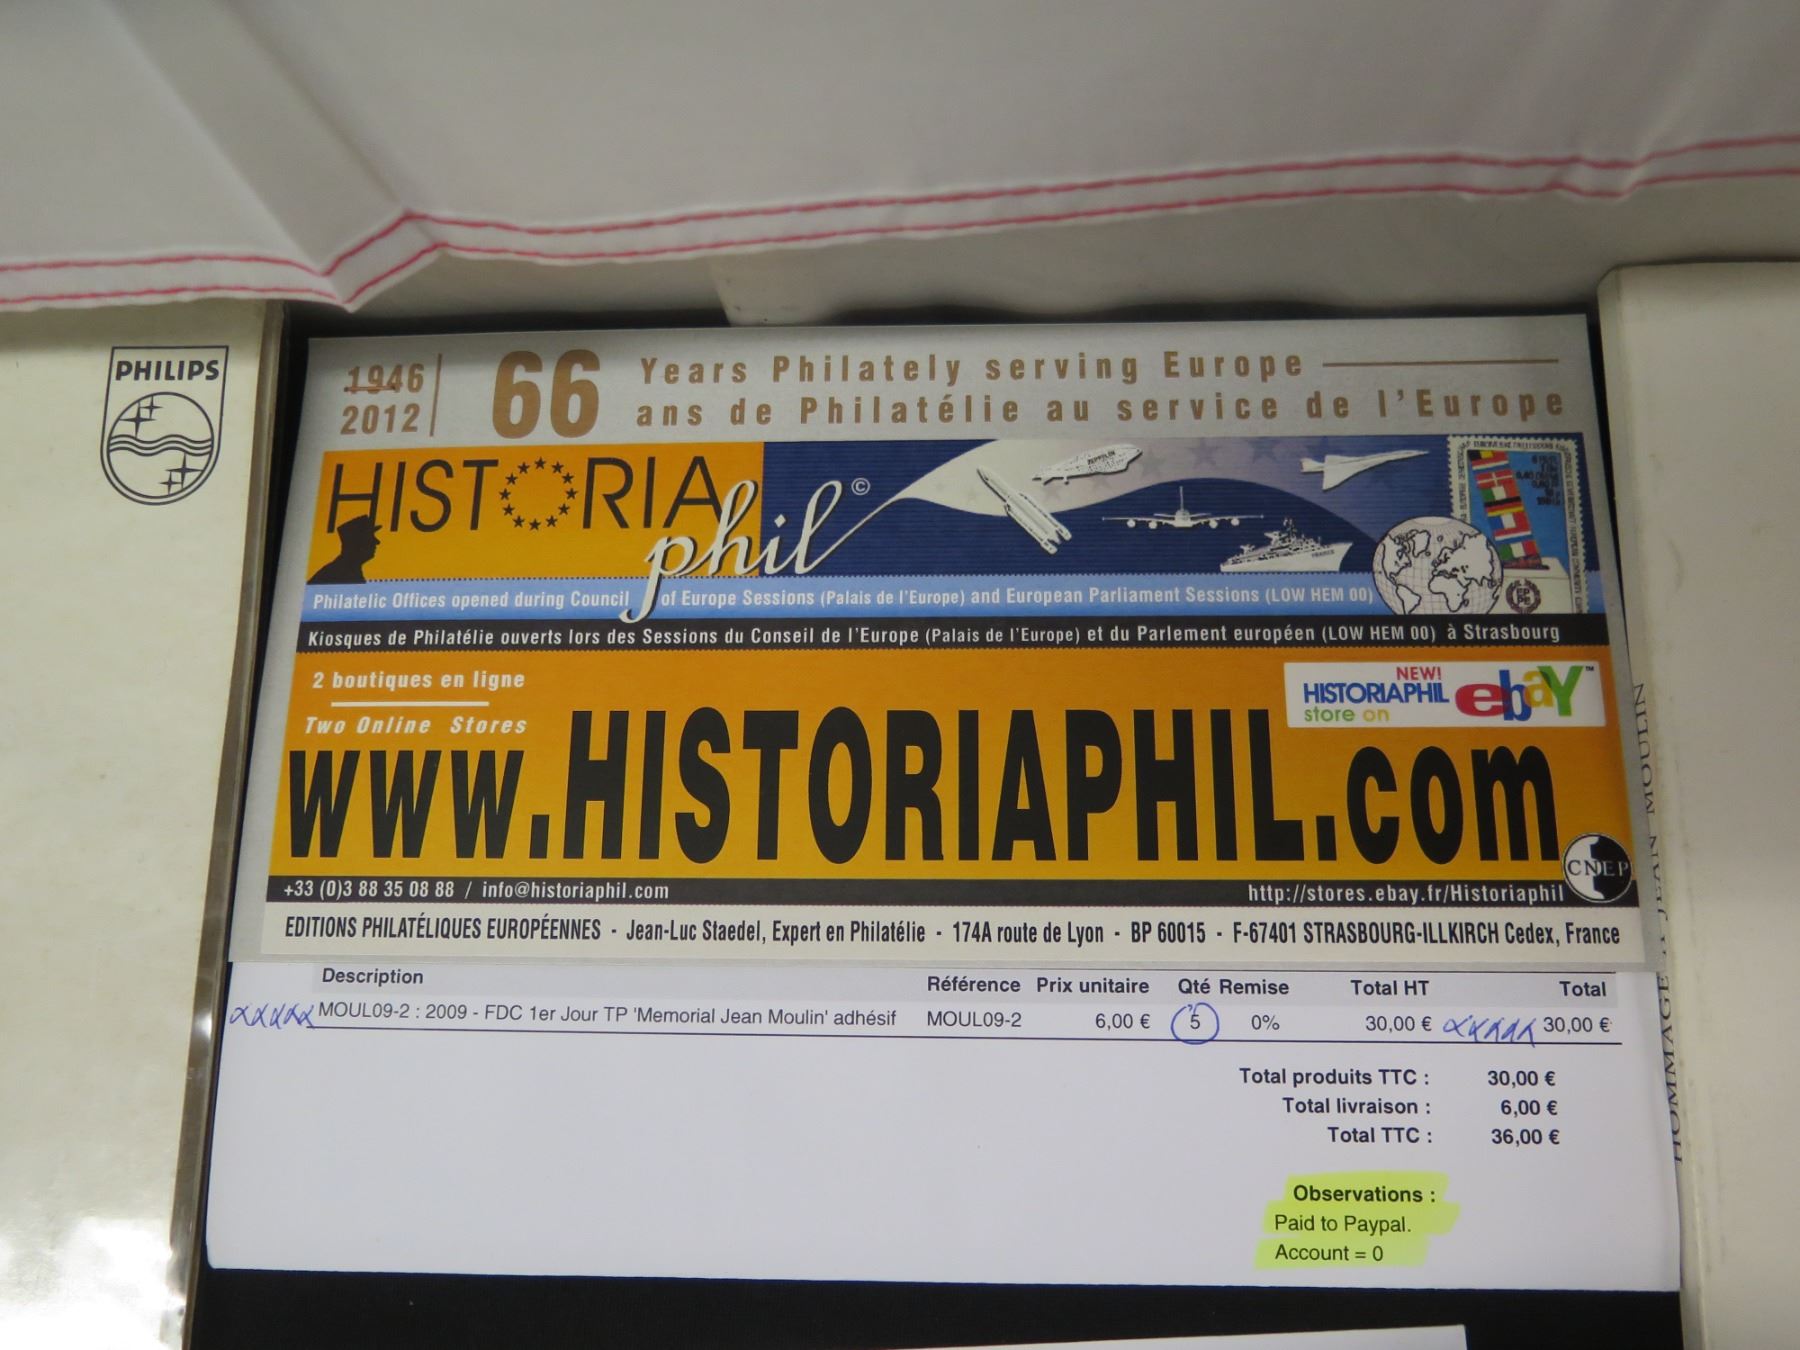 PHILIPS
1946
2012
66
Years Philately serving Europe
ans de Philatélie au service de l'Europe
HISTORIA
phil ©
ZEPPELIN
FRANCE
Philatelic Offices opened during Council of Europe Sessions (Palais de l'Europe) and European Parliament Sessions (LOW HEM 00)
Kiosques de Philatélie ouverts lors des Sessions du Conseil de l'Europe (Palais de l'Europe) et du Parlement européen (LOW HEM 00) à Strasbourg
2 boutiques en ligne
Two Online Stores
NEW!
HISTORIAPHIL
store on
ebaY™
www.HISTORIAPHIL.com
CNEP
+33 (0)3 88 35 08 88 / info@historiaphil.com
http://stores.ebay.fr/Historiaphil
EDITIONS PHILATÉLIQUES EUROPÉENNES - Jean-Luc Staedel, Expert en Philatélie - 174A route de Lyon - BP 60015 - F-67401 STRASBOURG-ILLKIRCH Cedex, France
Description Référence Prix unitaire Qté Remise Total HT Total
MOUL09-2 : 2009 - FDC 1er Jour TP 'Memorial Jean Moulin' adhésif MOUL09-2 6,00 € 5 0% 30,00 € 30,00 €
Total produits TTC : 30,00 €
Total livraison : 6,00 €
Total TTC : 36,00 €
Observations :
Paid to Paypal.
Account = 0
HOMMAGE A JEAN MOULIN